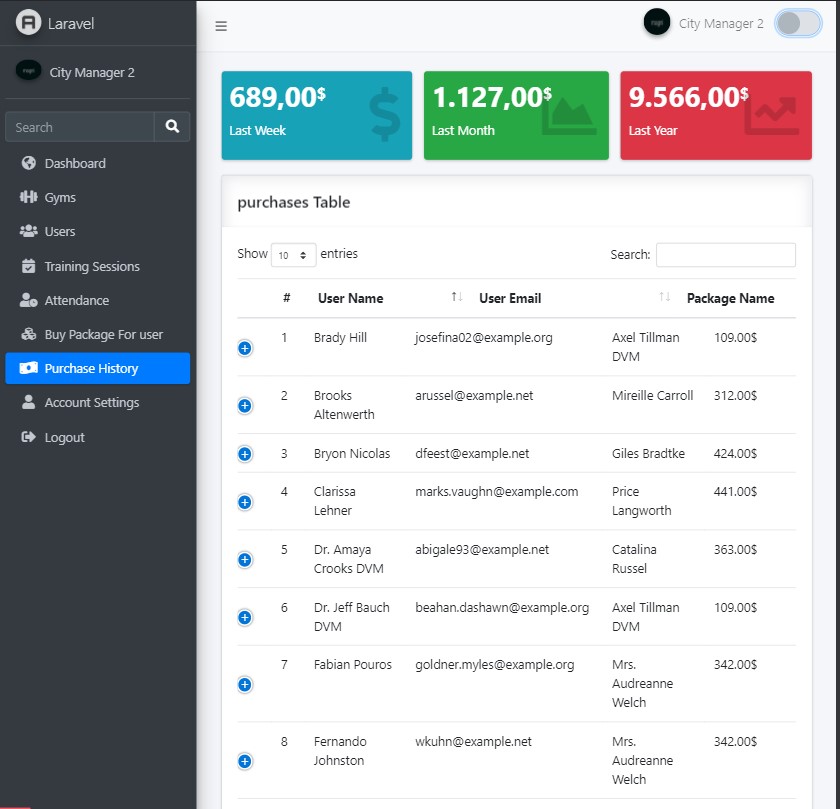 Laravel
City Manager 2
City Manager 2
Search
Dashboard
Gyms
Users
Training Sessions
Attendance
Buy Package For user
Purchase History
Account Settings
Logout
689,00$
Last Week
1.127,00$
Last Month
9.566,00$
Last Year
purchases Table
Show 10 entries
Search:
# User Name User Email Package Name
1 Brady Hill josefina02@example.org Axel Tillman 109.00$
DVM
2 Brooks arussel@example.net Mireille Carroll 312.00$
Altenwerth
3 Bryon Nicolas dfeest@example.net Giles Bradtke 424.00$
4 Clarissa marks.vaughn@example.com Price 441.00$
Lehner Langworth
5 Dr. Amaya abigale93@example.net Catalina 363.00$
Crooks DVM Russel
6 Dr. Jeff Bauch beahan.dashawn@example.org Axel Tillman 109.00$
DVM DVM
7 Fabian Pouros goldner.myles@example.org Mrs. 342.00$
Audreanne
Welch
8 Fernando wkuhn@example.net Mrs. 342.00$
Johnston Audreanne
Welch